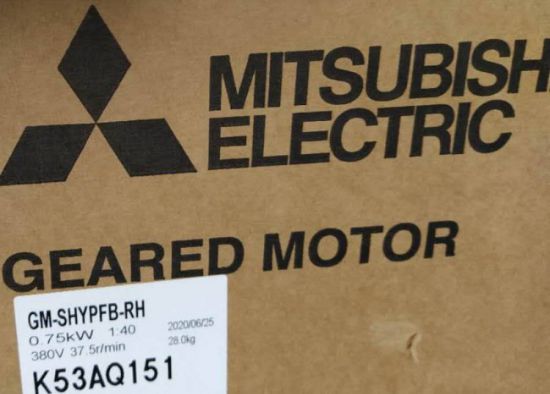 MITSUBISH
ELECTRIC
GEARED MOTOR
GM-SHYPFB-RH
0.75kW 1:40 2020/06/25
380V 37.5r/min 28.0kg
K53AQ151